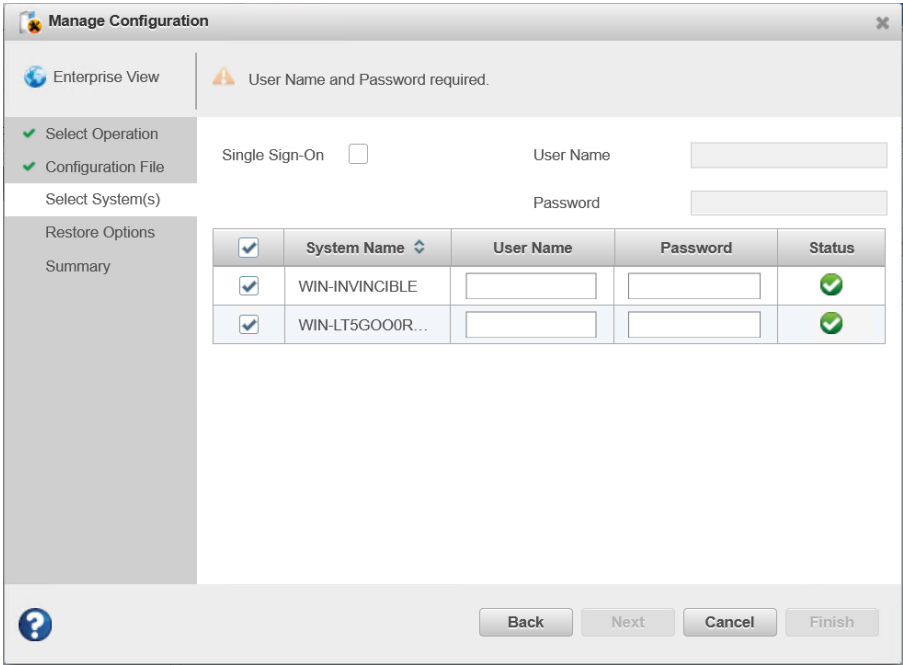 Manage Configuration
Enterprise View
User Name and Password required.
Select Operation
Configuration File
Select System(s)
Restore Options
Summary
Single Sign-On
User Name
Password
System Name User Name Password Status
WIN-INVINCIBLE
WIN-LT5GOO0R...
Back Next Cancel Finish